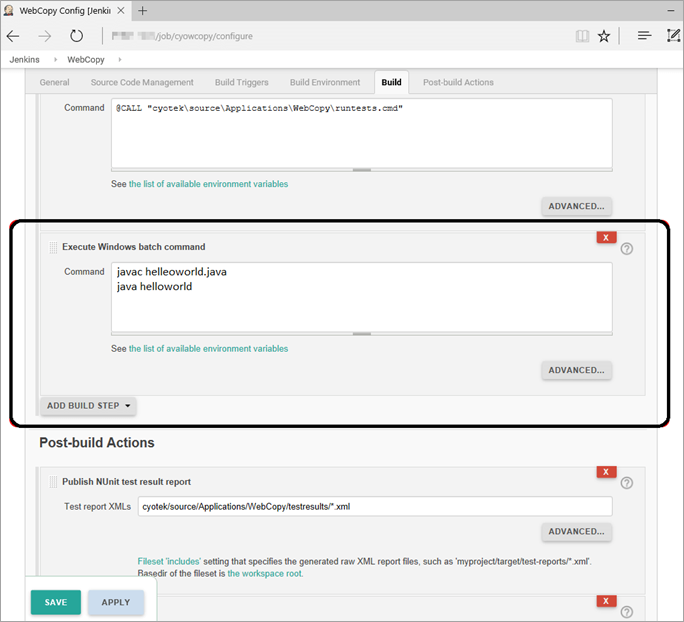 WebCopy Config [Jenki
/job/cyowcopy/configure
Jenkins WebCopy
General Source Code Management Build Triggers Build Environment Build Post-build Actions
Command @CALL "cyotek\source\Applications\WebCopy\runtests.cmd"
See the list of available environment variables
ADVANCED...
X
Execute Windows batch command ?
Command javac helleoworld.java
java helloworld
See the list of available environment variables
ADVANCED...
ADD BUILD STEP
Post-build Actions
X
Publish NUnit test result report ?
Test report XMLs cyotek/source/Applications/WebCopy/testresults/*.xml
ADVANCED...
Fileset 'includes' setting that specifies the generated raw XML report files, such as 'myproject/target/test-reports/*.xml'.
Basedir of the fileset is the workspace root.
SAVE APPLY X
?